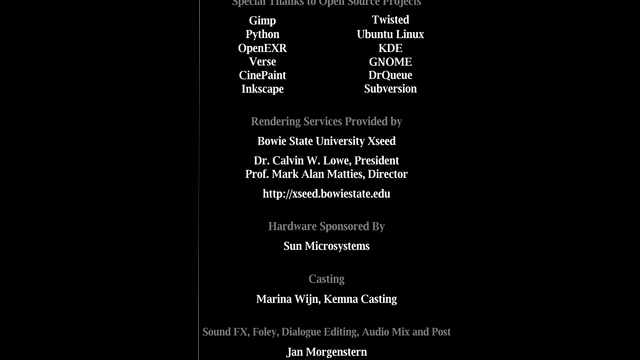 Special Thanks to Open Source Projects
Gimp Twisted
Python Ubuntu Linux
OpenEXR KDE
Verse GNOME
CinePaint DrQueue
Inkscape Subversion
Rendering Services Provided by
Bowie State University Xseed
Dr. Calvin W. Lowe, President
Prof. Mark Alan Matties, Director
http://xseed.bowiestate.edu
Hardware Sponsored By
Sun Microsystems
Casting
Marina Wijn, Kemna Casting
Sound FX, Foley, Dialogue Editing, Audio Mix and Post
Jan Morgenstern